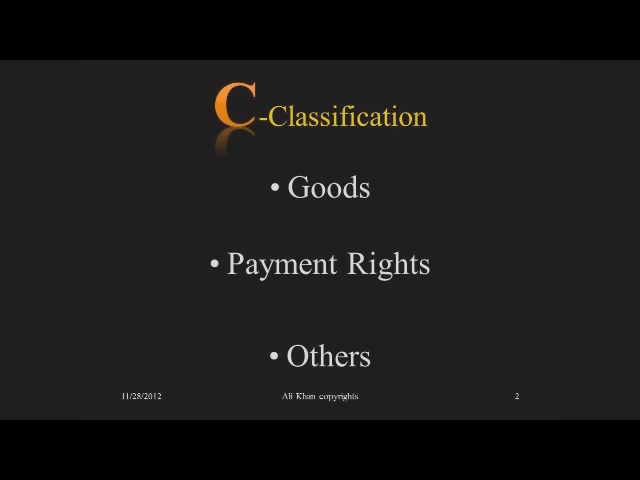 C-Classification
• Goods
• Payment Rights
• Others
11/28/2012 Ali Khan copyrights 2